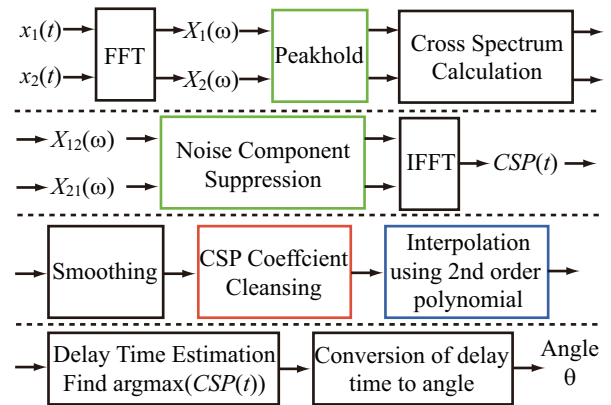 x₁(t)
x₂(t)
FFT
X₁(ω)
X₂(ω)
Peakhold
Cross Spectrum
Calculation
X₁₂(ω)
X₂₁(ω)
Noise Component
Suppression
IFFT
CSP(t)
Smoothing
CSP Coeffcient
Cleansing
Interpolation
using 2nd order
polynomial
Delay Time Estimation
Find argmax(CSP(t))
Conversion of delay
time to angle
Angle
θ